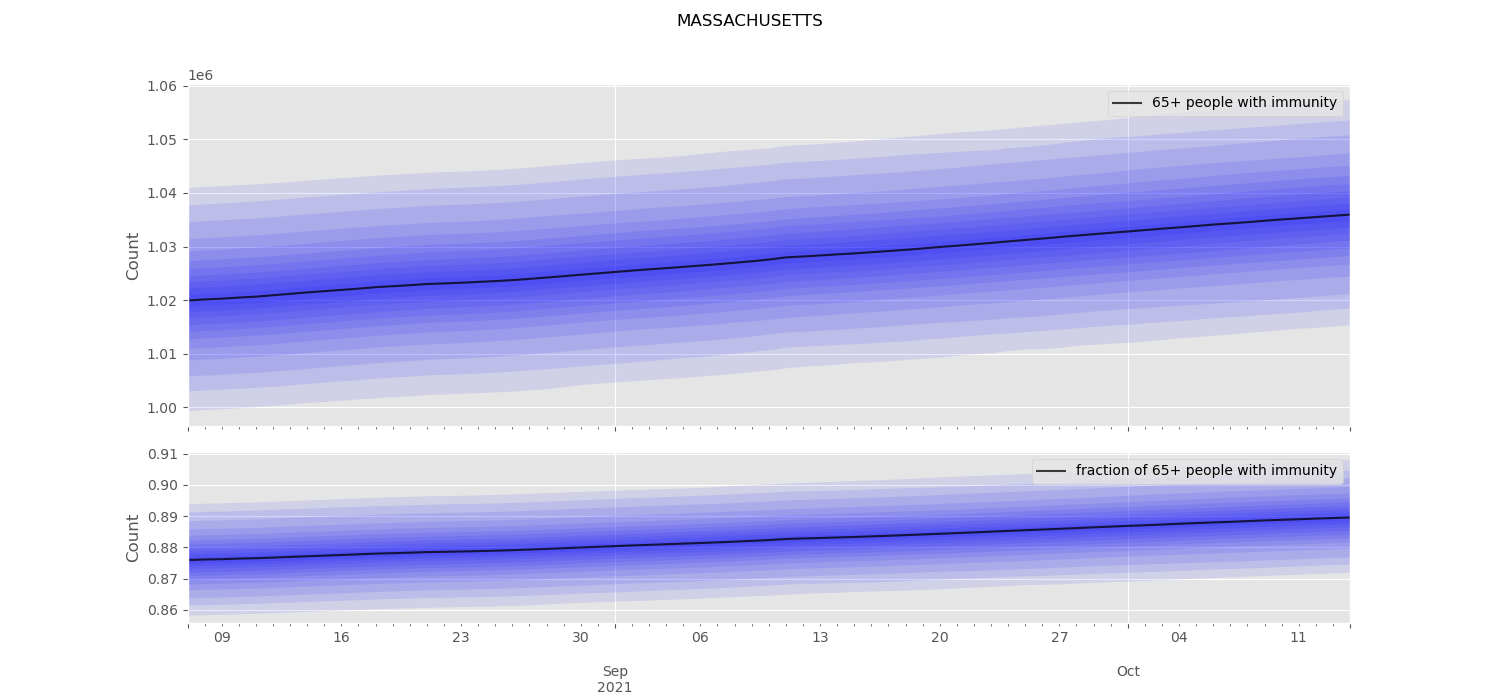 MASSACHUSETTS
1e6
1.06
1.05
1.04
1.03
1.02
1.01
1.00
Count
65+ people with immunity
0.91
0.90
0.89
0.88
0.87
0.86
Count
fraction of 65+ people with immunity
09 16 23 30 06 13 20 27 04 11
Sep Oct
2021